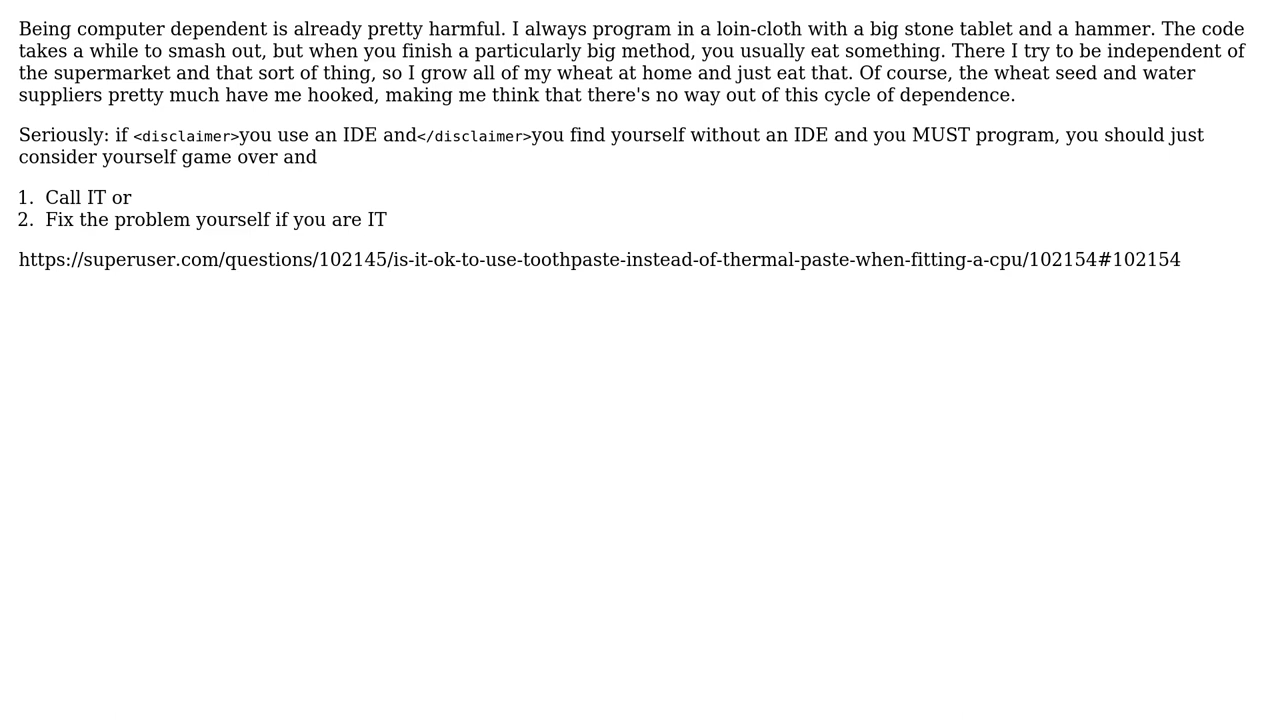 Being computer dependent is already pretty harmful. I always program in a loin-cloth with a big stone tablet and a hammer. The code
takes a while to smash out, but when you finish a particularly big method, you usually eat something. There I try to be independent of
the supermarket and that sort of thing, so I grow all of my wheat at home and just eat that. Of course, the wheat seed and water
suppliers pretty much have me hooked, making me think that there's no way out of this cycle of dependence.
Seriously: if <disclaimer>you use an IDE and</disclaimer>you find yourself without an IDE and you MUST program, you should just
consider yourself game over and
1. Call IT or
2. Fix the problem yourself if you are IT
https://superuser.com/questions/102145/is-it-ok-to-use-toothpaste-instead-of-thermal-paste-when-fitting-a-cpu/102154#102154